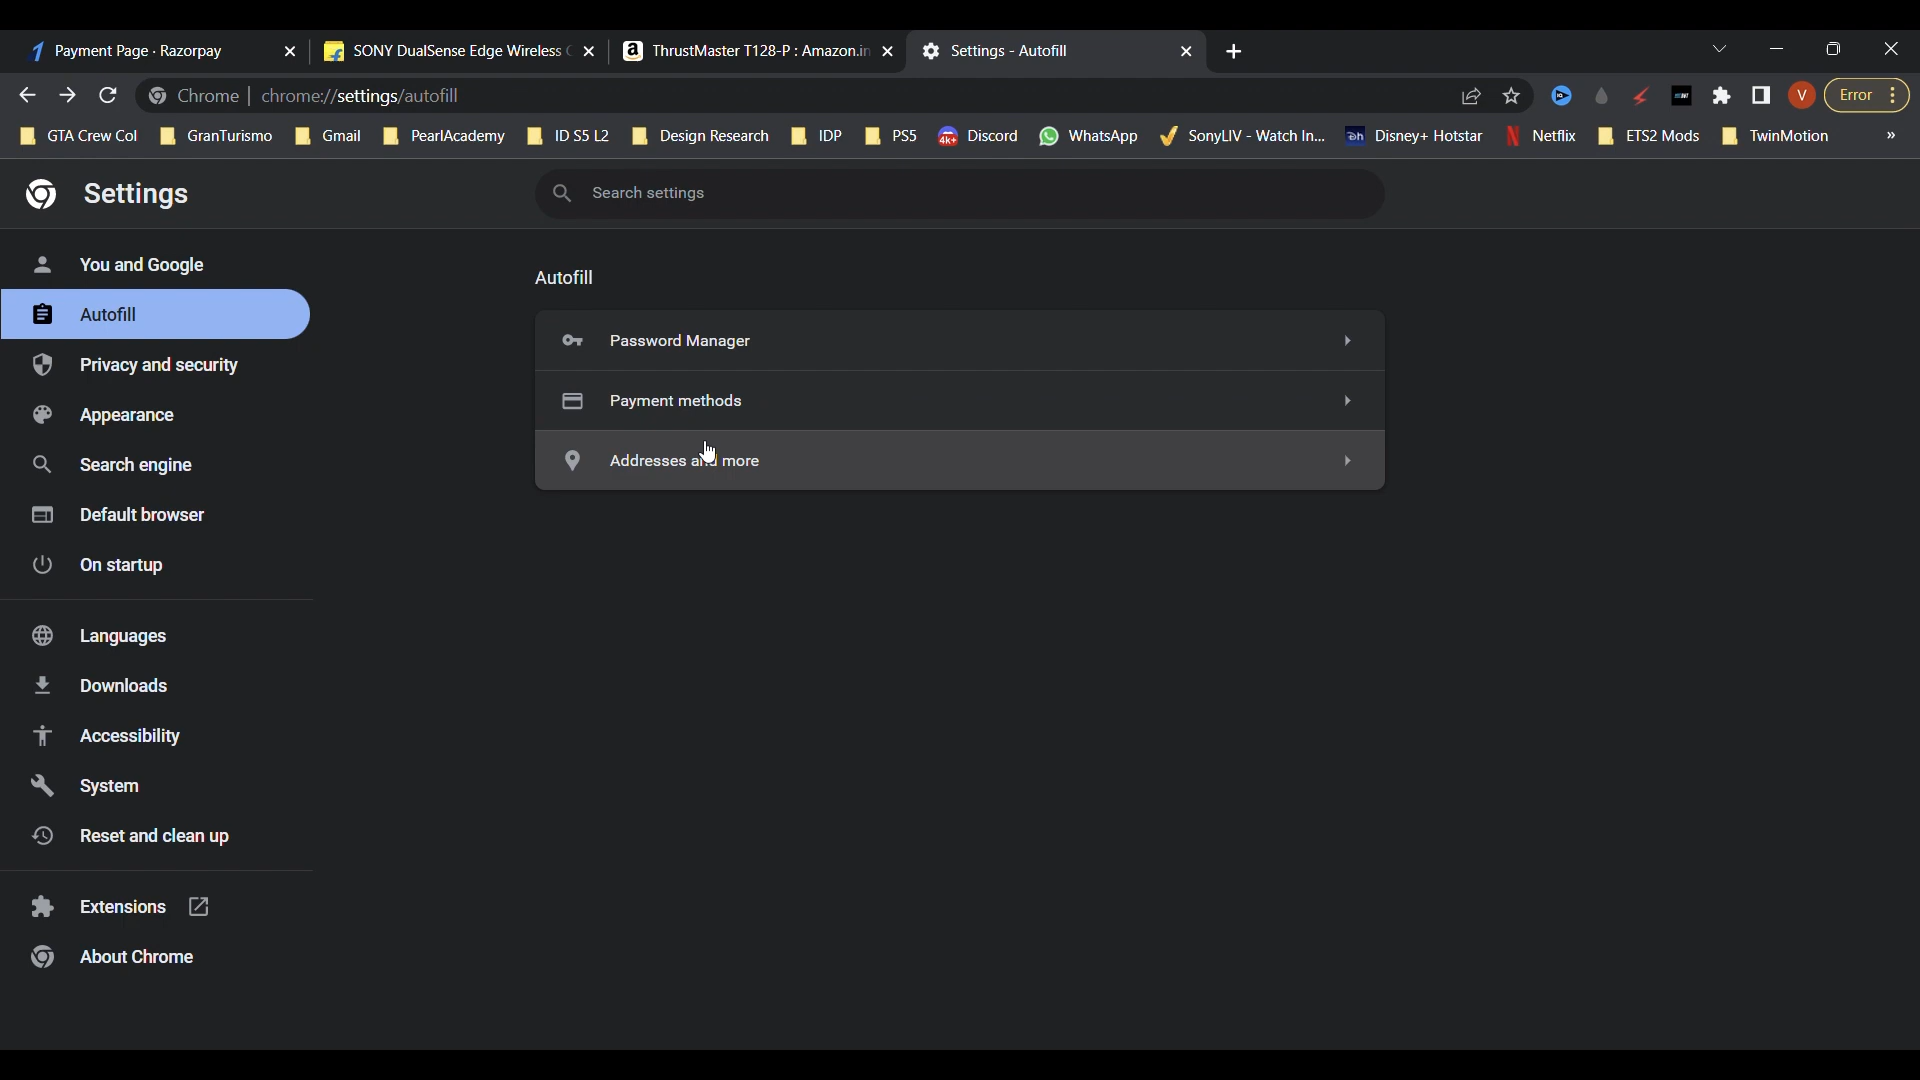 Payment Page · Razorpay SONY DualSense Edge Wireless ThrustMaster T128-P : Amazon.in Settings - Autofill
Chrome chrome://settings/autofill V Error
GTA Crew Col GranTurismo Gmail PearlAcademy ID S5 L2 Design Research IDP PS5 Discord WhatsApp SonyLIV - Watch In... Disney+ Hotstar Netflix ETS2 Mods TwinMotion »
Settings Search settings
You and Google
Autofill
Privacy and security
Appearance
Search engine
Default browser
On startup
Languages
Downloads
Accessibility
System
Reset and clean up
Extensions
About Chrome
Autofill
Password Manager
Payment methods
Addresses and more